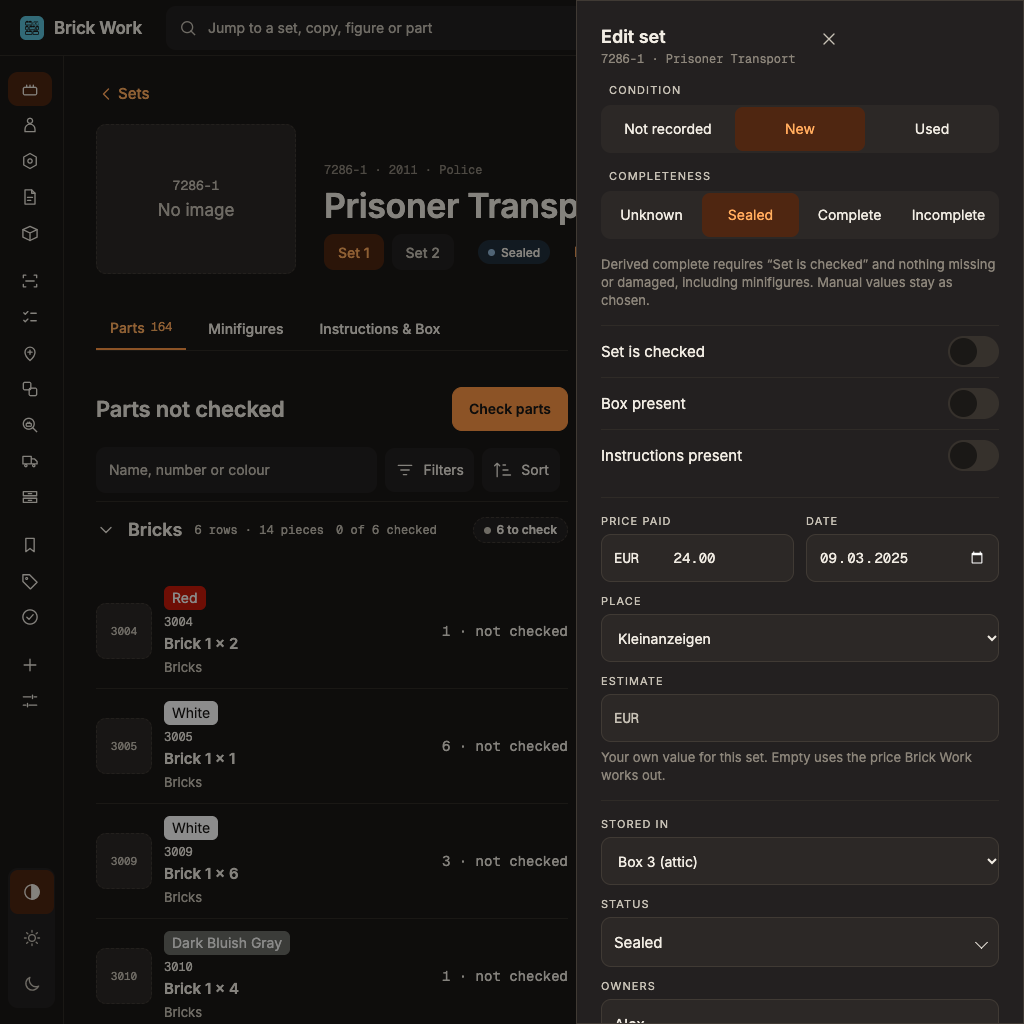 Brick Work
Jump to a set, copy, figure or part
Sets
7286-1
No image
7286-1 · 2011 · Police
Prisoner Transp
Set 1
Set 2
Sealed
Parts 164
Minifigures
Instructions & Box
Parts not checked
Check parts
Name, number or colour
Filters
Sort
Bricks 6 rows · 14 pieces 0 of 6 checked
6 to check
3004
Red
3004
Brick 1 × 2
Bricks
1 · not checked
3005
White
3005
Brick 1 × 1
Bricks
6 · not checked
3009
White
3009
Brick 1 × 6
Bricks
3 · not checked
3010
Dark Bluish Gray
3010
Brick 1 × 4
Bricks
1 · not checked
Edit set
7286-1 · Prisoner Transport
CONDITION
Not recorded
New
Used
COMPLETENESS
Unknown
Sealed
Complete
Incomplete
Derived complete requires “Set is checked” and nothing missing
or damaged, including minifigures. Manual values stay as
chosen.
Set is checked
Box present
Instructions present
PRICE PAID
EUR 24.00
DATE
09.03.2025
PLACE
Kleinanzeigen
ESTIMATE
EUR
Your own value for this set. Empty uses the price Brick Work
works out.
STORED IN
Box 3 (attic)
STATUS
Sealed
OWNERS